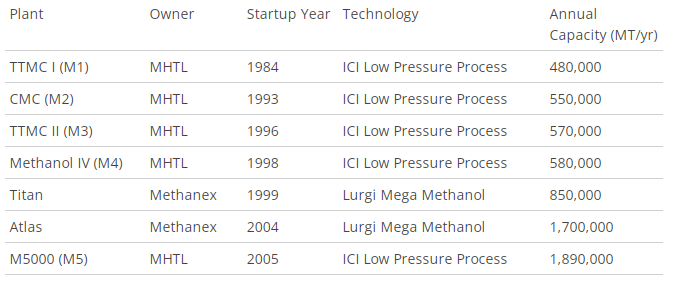 Plant Owner Startup Year Technology Annual
Capacity (MT/yr)
TTMC I (M1) MHTL 1984 ICI Low Pressure Process 480,000
CMC (M2) MHTL 1993 ICI Low Pressure Process 550,000
TTMC II (M3) MHTL 1996 ICI Low Pressure Process 570,000
Methanol IV (M4) MHTL 1998 ICI Low Pressure Process 580,000
Titan Methanex 1999 Lurgi Mega Methanol 850,000
Atlas Methanex 2004 Lurgi Mega Methanol 1,700,000
M5000 (M5) MHTL 2005 ICI Low Pressure Process 1,890,000